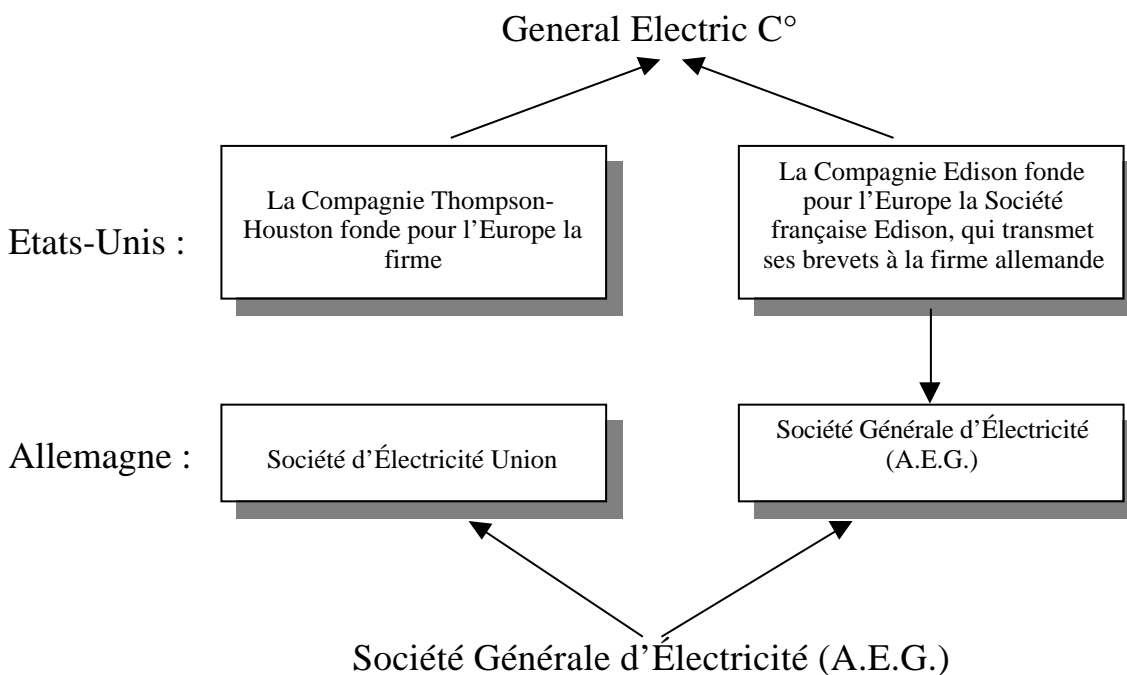 General Electric C°
Etats-Unis :
La Compagnie Thompson-
Houston fonde pour l’Europe la
firme
La Compagnie Edison fonde
pour l’Europe la Société
française Edison, qui transmet
ses brevets à la firme allemande
Allemagne :
Société d’Électricité Union
Société Générale d’Électricité
(A.E.G.)
Société Générale d’Électricité (A.E.G.)